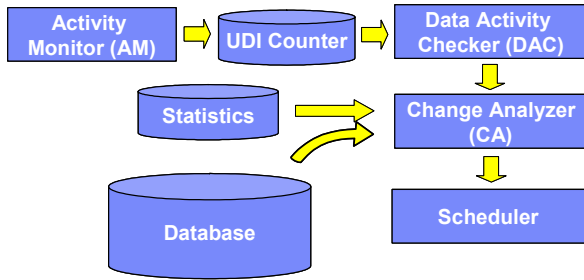 Activity
Monitor (AM)
UDI Counter
Data Activity
Checker (DAC)
Statistics
Change Analyzer
(CA)
Database
Scheduler